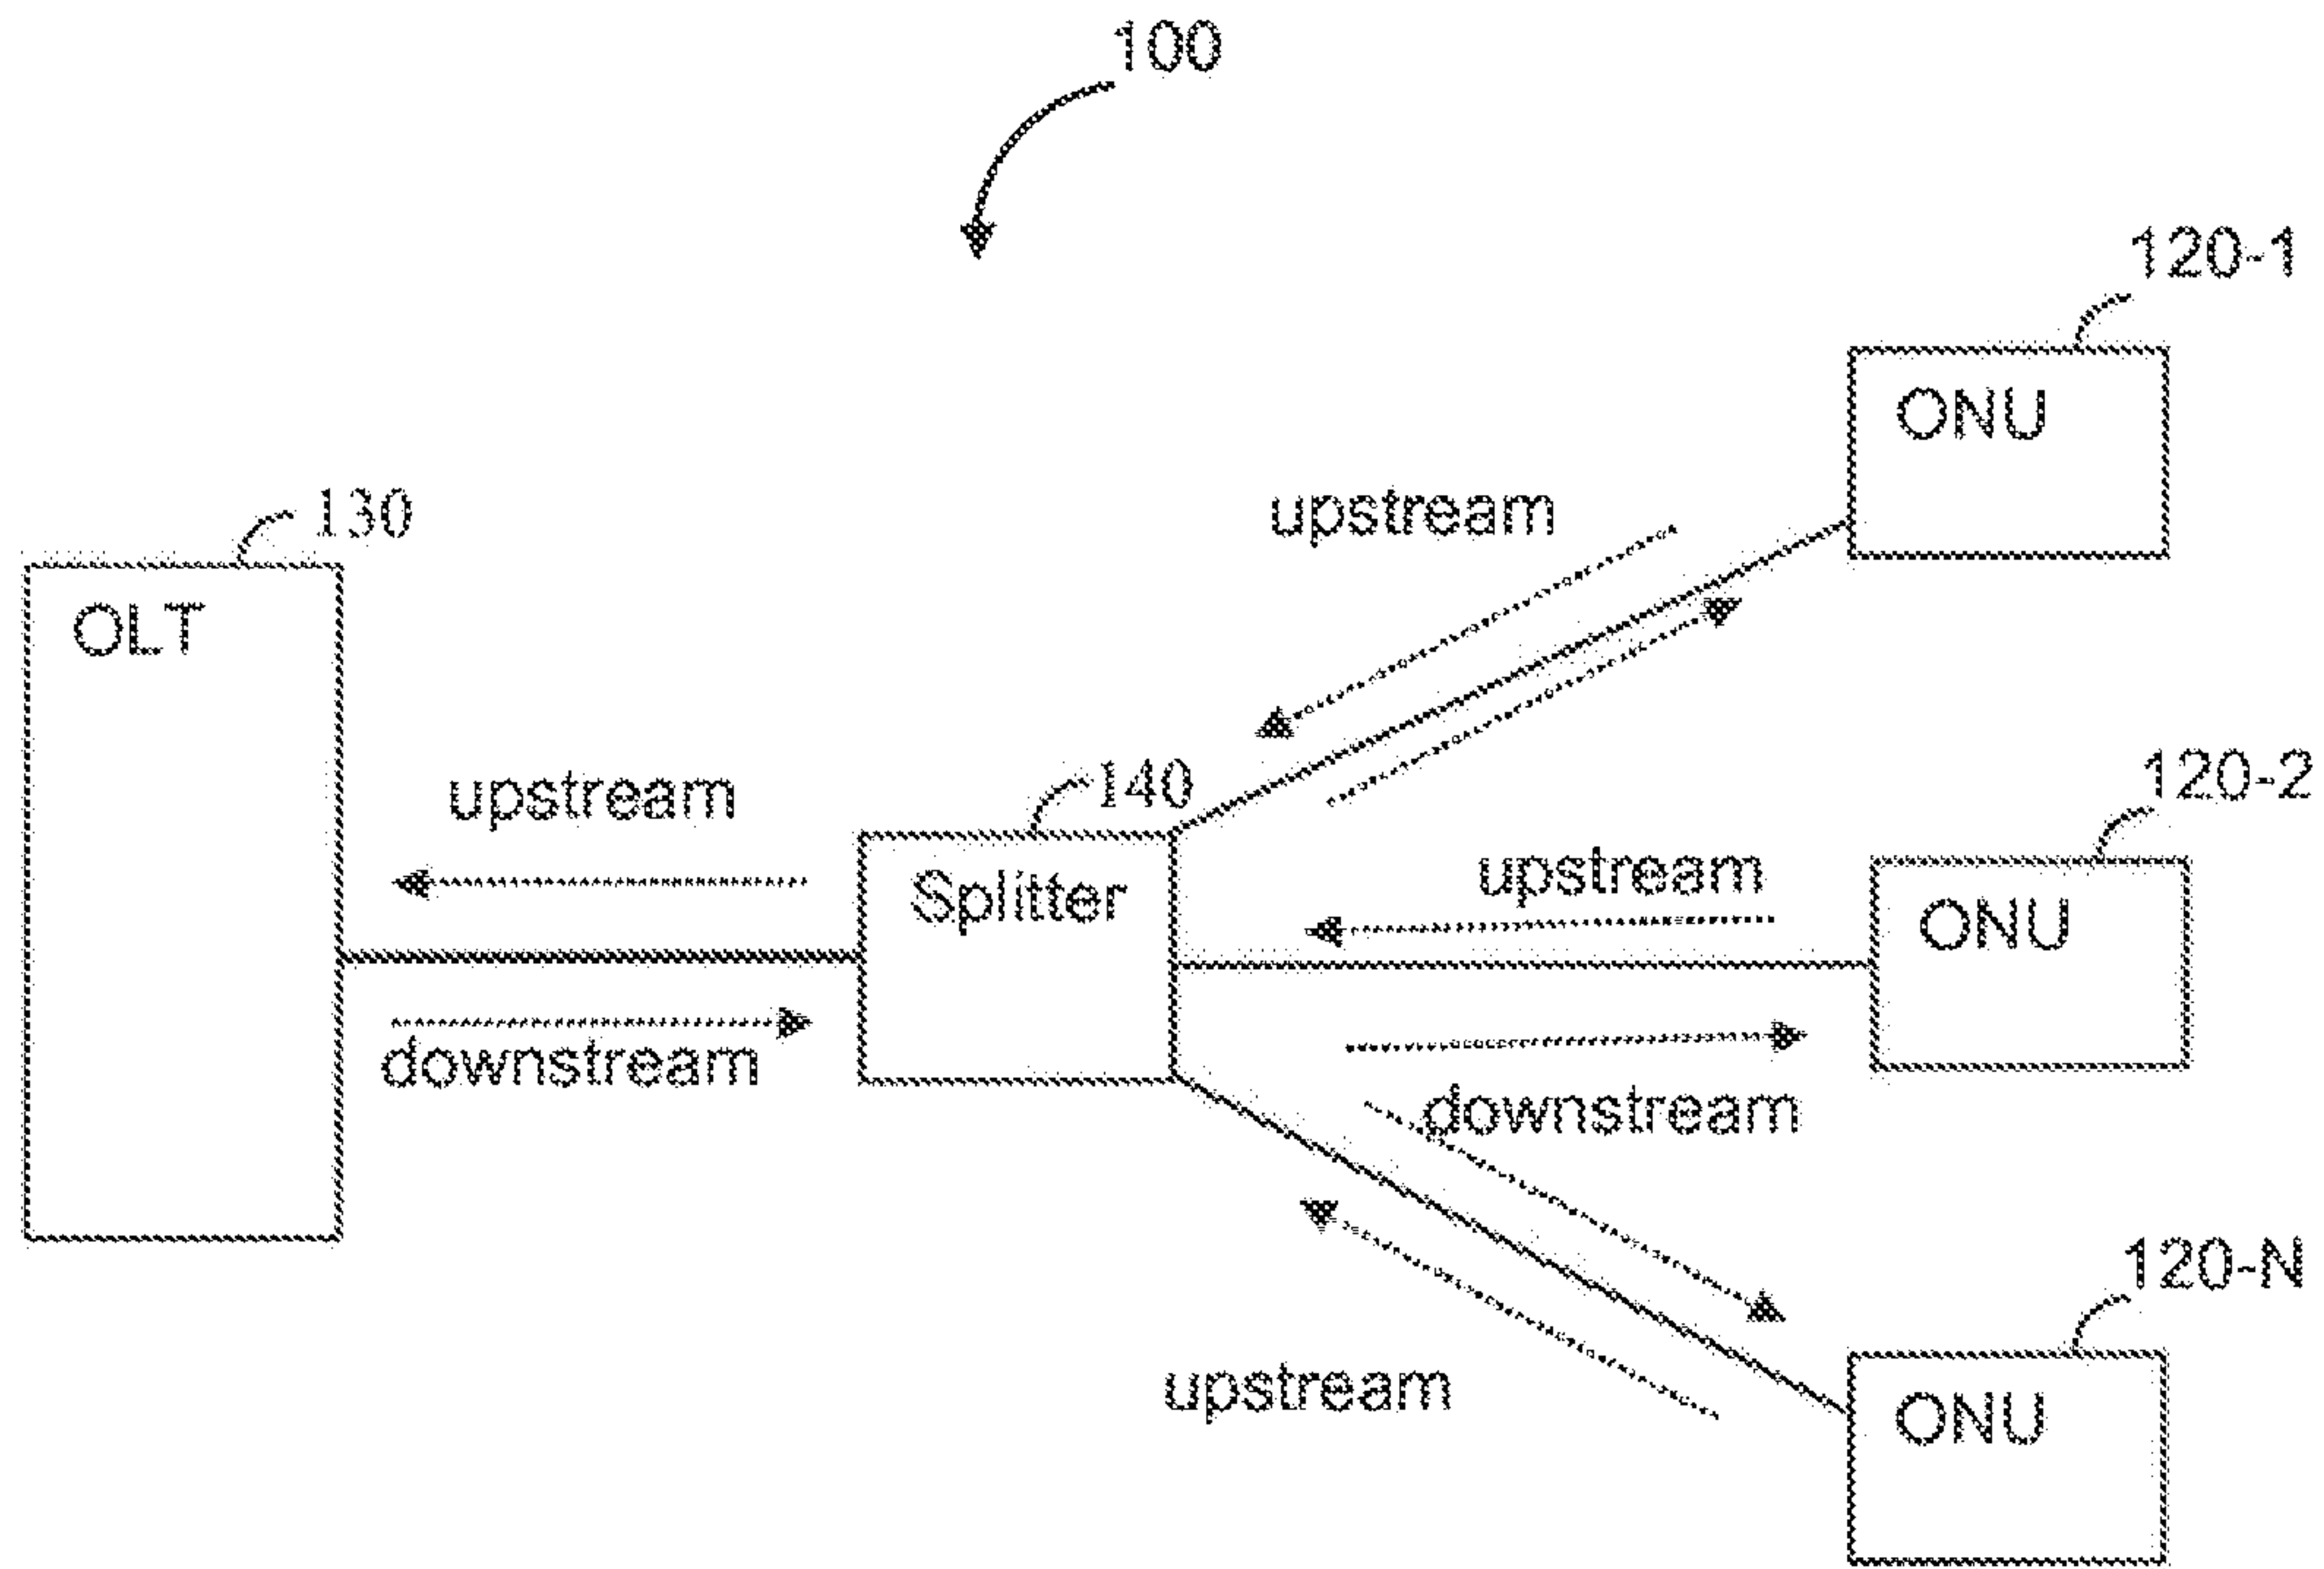 100
120-1
ONU
upstream
130
OLT
120-2
upstream
140
upstream
Splitter
ONU
downstream
downstream
120-N
upstream
ONU